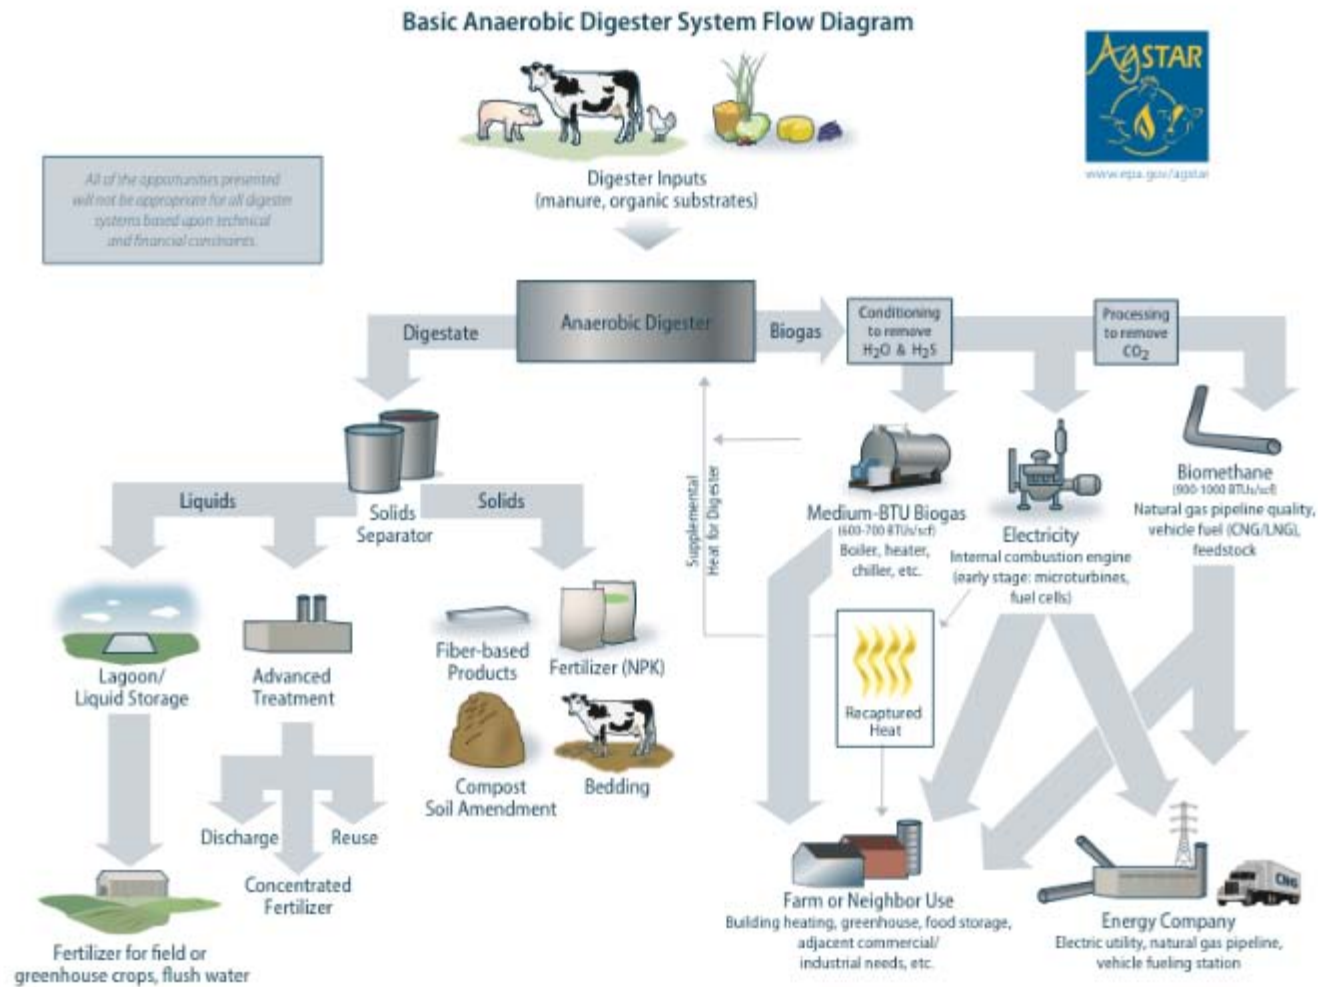 Basic Anaerobic Digester System Flow Diagram
AgSTAR
www.epa.gov/agstar
Digester Inputs
(manure, organic substrates)
All of the opportunities presented
will not be appropriate for all digester
systems based upon technical
and financial constraints.
Digestate
Anaerobic Digester
Biogas
Conditioning
to remove
H2O & H2S
Processing
to remove
CO2
Liquids
Solids
Solids
Separator
Supplemental
Heat for Digester
Medium-BTU Biogas
(600-700 BTUs/scf)
Boiler, heater,
chiller, etc.
Electricity
Internal combustion engine
(early stage: microturbines,
fuel cells)
Biomethane
(900-1000 BTUs/scf)
Natural gas pipeline quality,
vehicle fuel (CNG/LNG),
feedstock
Lagoon/
Liquid Storage
Advanced
Treatment
Fiber-based
Products
Fertilizer (NPK)
Recaptured
Heat
Compost
Soil Amendment
Bedding
Discharge
Reuse
Concentrated
Fertilizer
Fertilizer for field or
greenhouse crops, flush water
Farm or Neighbor Use
Building heating, greenhouse, food storage,
adjacent commercial/
industrial needs, etc.
CNG
Energy Company
Electric utility, natural gas pipeline,
vehicle fueling station